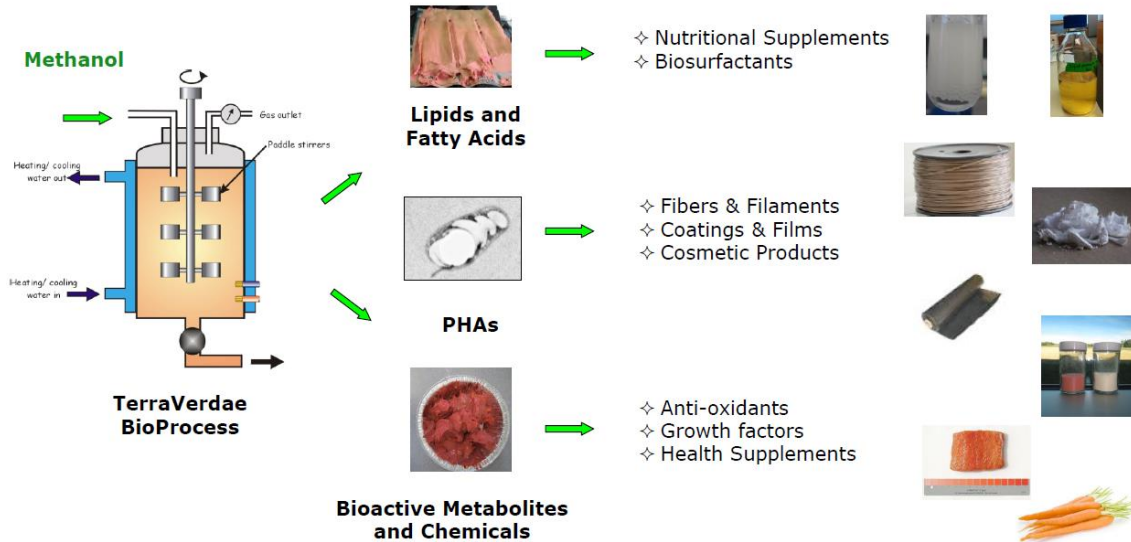 Methanol
Gas outlet
Paddle stirrers
Heating/ cooling
water out
Heating/ cooling
water in
TerraVerdae
BioProcess
Lipids and
Fatty Acids
✧ Nutritional Supplements
✧ Biosurfactants
PHAs
✧ Fibers & Filaments
✧ Coatings & Films
✧ Cosmetic Products
Bioactive Metabolites
and Chemicals
✧ Anti-oxidants
✧ Growth factors
✧ Health Supplements